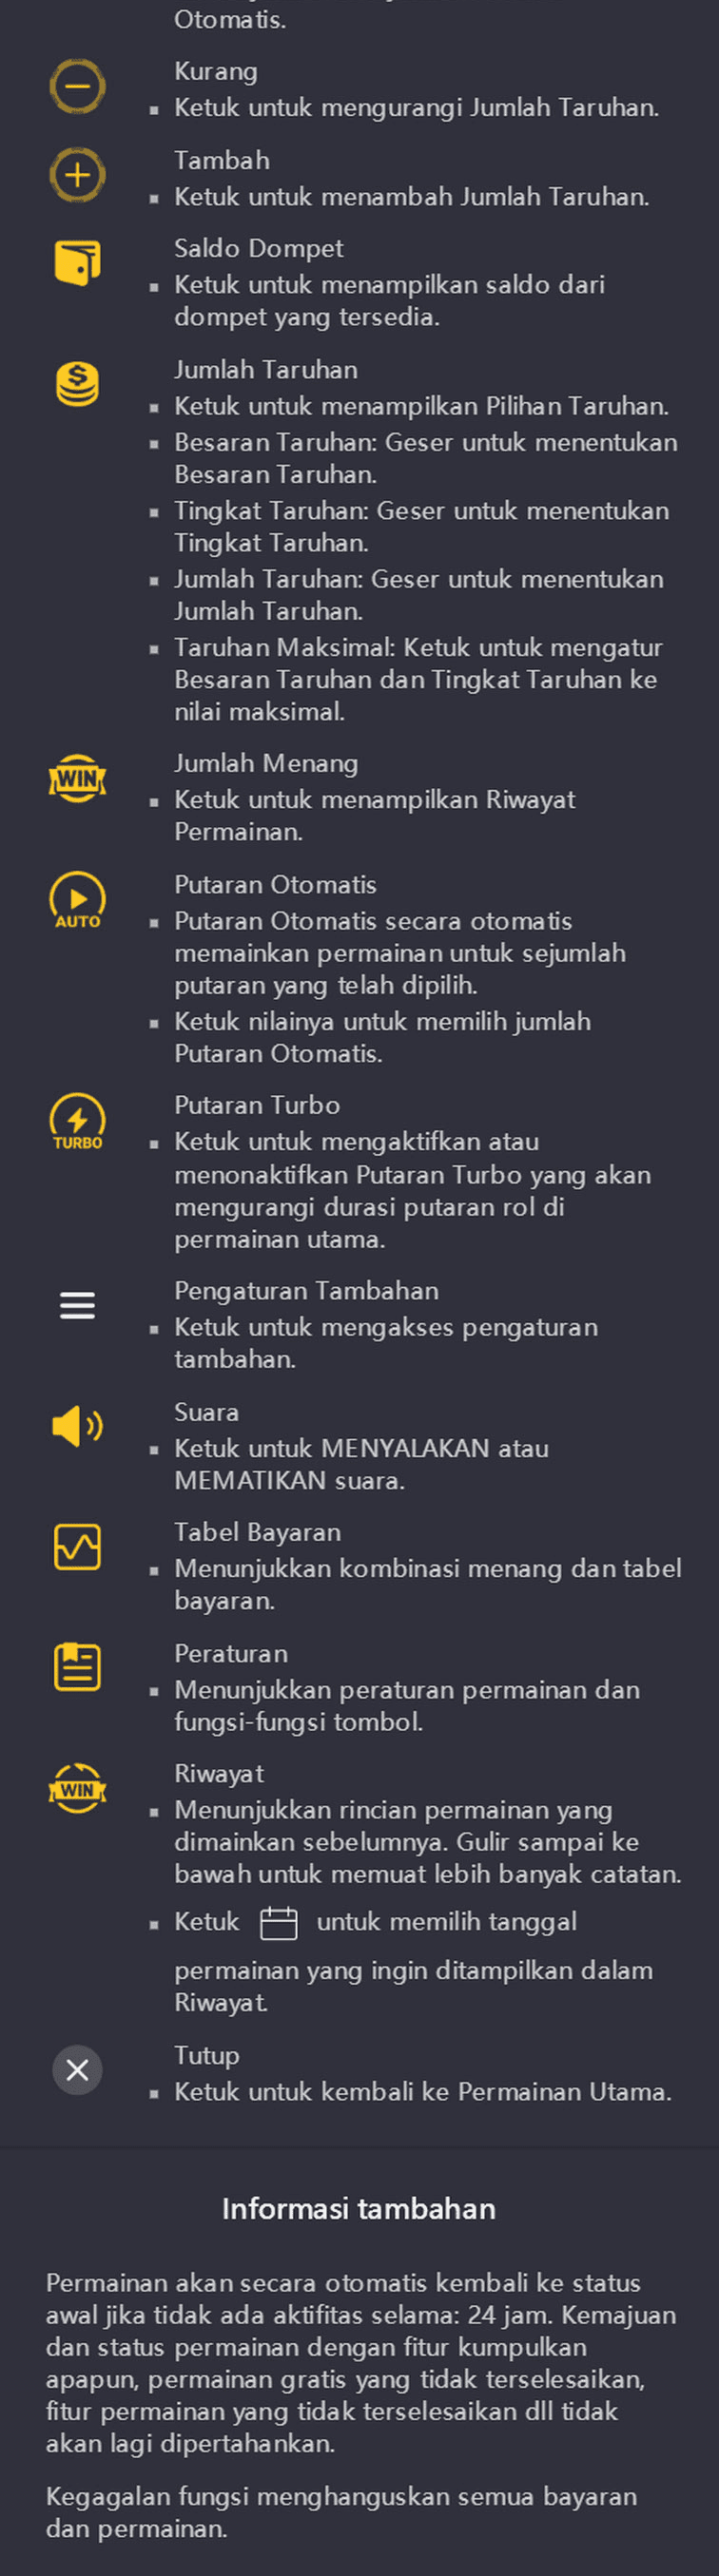 Otomatis.
Kurang
▪ Ketuk untuk mengurangi Jumlah Taruhan.
Tambah
▪ Ketuk untuk menambah Jumlah Taruhan.
Saldo Dompet
▪ Ketuk untuk menampilkan saldo dari
dompet yang tersedia.
$
Jumlah Taruhan
▪ Ketuk untuk menampilkan Pilihan Taruhan.
▪ Besaran Taruhan: Geser untuk menentukan
Besaran Taruhan.
▪ Tingkat Taruhan: Geser untuk menentukan
Tingkat Taruhan.
▪ Jumlah Taruhan: Geser untuk menentukan
Jumlah Taruhan.
▪ Taruhan Maksimal: Ketuk untuk mengatur
Besaran Taruhan dan Tingkat Taruhan ke
nilai maksimal.
WIN
Jumlah Menang
▪ Ketuk untuk menampilkan Riwayat
Permainan.
AUTO
Putaran Otomatis
▪ Putaran Otomatis secara otomatis
memainkan permainan untuk sejumlah
putaran yang telah dipilih.
▪ Ketuk nilainya untuk memilih jumlah
Putaran Otomatis.
TURBO
Putaran Turbo
▪ Ketuk untuk mengaktifkan atau
menonaktifkan Putaran Turbo yang akan
mengurangi durasi putaran rol di
permainan utama.
Pengaturan Tambahan
▪ Ketuk untuk mengakses pengaturan
tambahan.
Suara
▪ Ketuk untuk MENYALAKAN atau
MEMATIKAN suara.
Tabel Bayaran
▪ Menunjukkan kombinasi menang dan tabel
bayaran.
Peraturan
▪ Menunjukkan peraturan permainan dan
fungsi-fungsi tombol.
WIN
Riwayat
▪ Menunjukkan rincian permainan yang
dimainkan sebelumnya. Gulir sampai ke
bawah untuk memuat lebih banyak catatan.
▪ Ketuk untuk memilih tanggal
permainan yang ingin ditampilkan dalam
Riwayat.
Tutup
▪ Ketuk untuk kembali ke Permainan Utama.
Informasi tambahan
Permainan akan secara otomatis kembali ke status
awal jika tidak ada aktifitas selama: 24 jam. Kemajuan
dan status permainan dengan fitur kumpulkan
apapun, permainan gratis yang tidak terselesaikan,
fitur permainan yang tidak terselesaikan dll tidak
akan lagi dipertahankan.
Kegagalan fungsi menghanguskan semua bayaran
dan permainan.